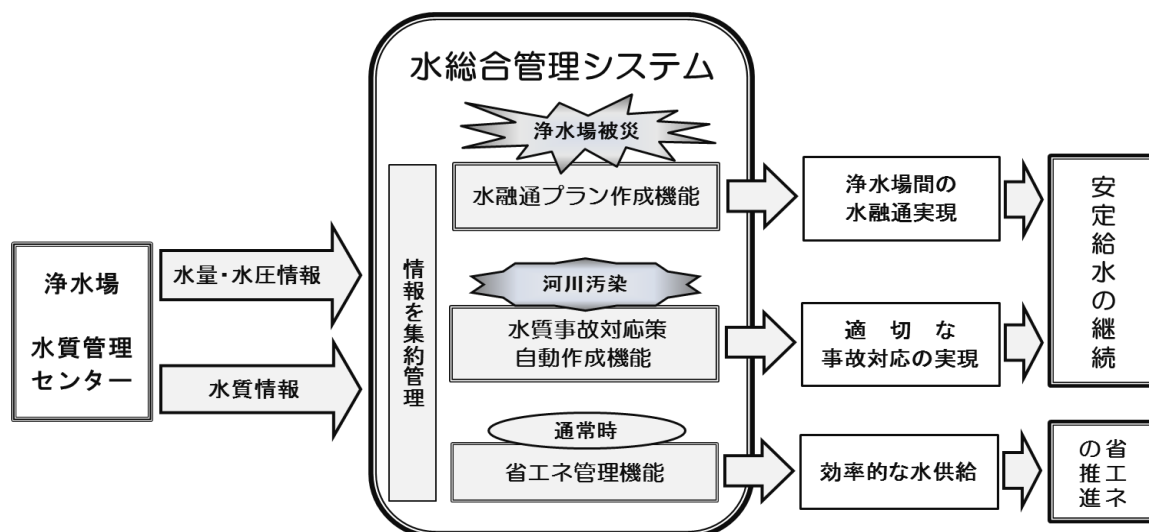 水総合管理システム
浄水場
水質管理
センター
水量・水圧情報
水質情報
情報を集約管理
浄水場被災
水融通プラン作成機能
河川汚染
水質事故対応策
自動作成機能
通常時
省エネ管理機能
浄水場間の
水融通実現
適切な
事故対応の実現
効率的な水供給
安定給水の継続
省エネ
の推進